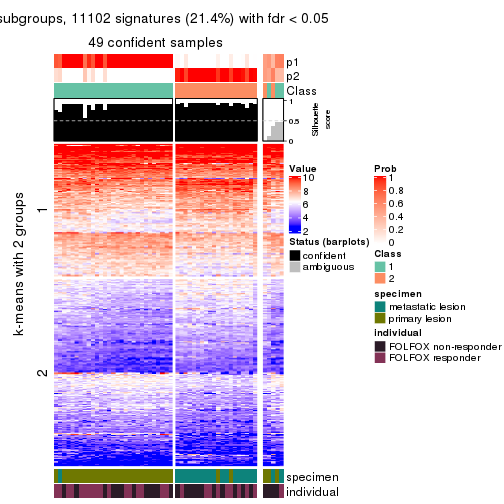 subgroups, 11102 signatures (21.4%) with fdr < 0.05
49 confident samples
p1
p2
Class
1
0.5
0
Silhouette
score
k-means with 2 groups
1
2
specimen
individual
Value
10
8
6
4
2
Status (barplots)
confident
ambiguous
Prob
1
0.8
0.6
0.4
0.2
0
Class
1
2
specimen
metastatic lesion
primary lesion
individual
FOLFOX non-responder
FOLFOX responder